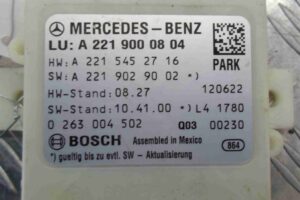 MERCEDES-BENZ
LU: A 221 900 08 04
HW: A 221 545 27 16 PARK
SW: A 221 902 90 02 *)
HW-Stand: 08.27 120622
SW-Stand: 10.41.00 *) L4 1780
0 263 004 502 Q03 00230
BOSCH Assembled in Mexico
*) gueltig bis zu evtl. SW - Aktualisierung 864